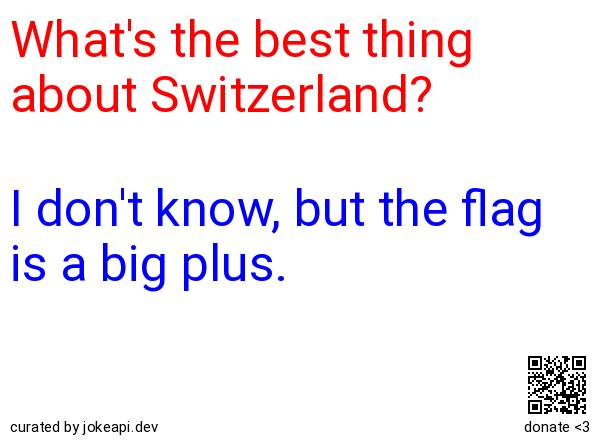 What's the best thing
about Switzerland?
I don't know, but the flag
is a big plus.
curated by jokeapi.dev
donate <3